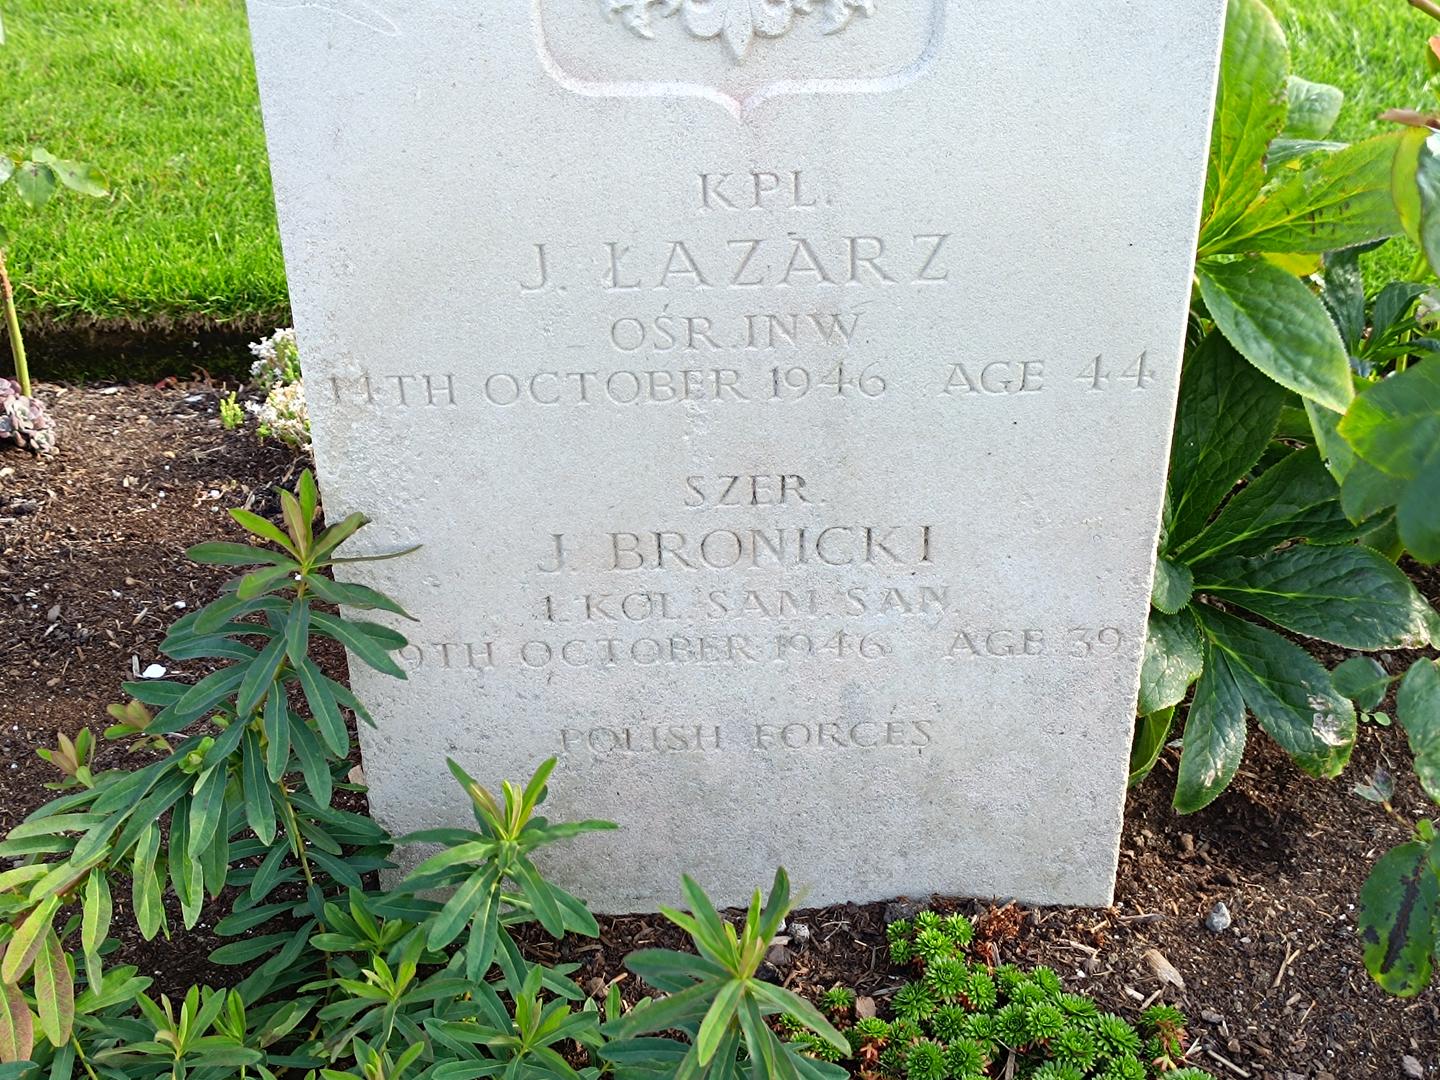 KPL.
J. ŁAZARZ
OŚR INW.
14TH OCTOBER 1946 AGE 44
SZER.
J. BRONICKI
1. KOL. SAM. SAN.
OCTOBER 1946 AGE 39
POLISH FORCES